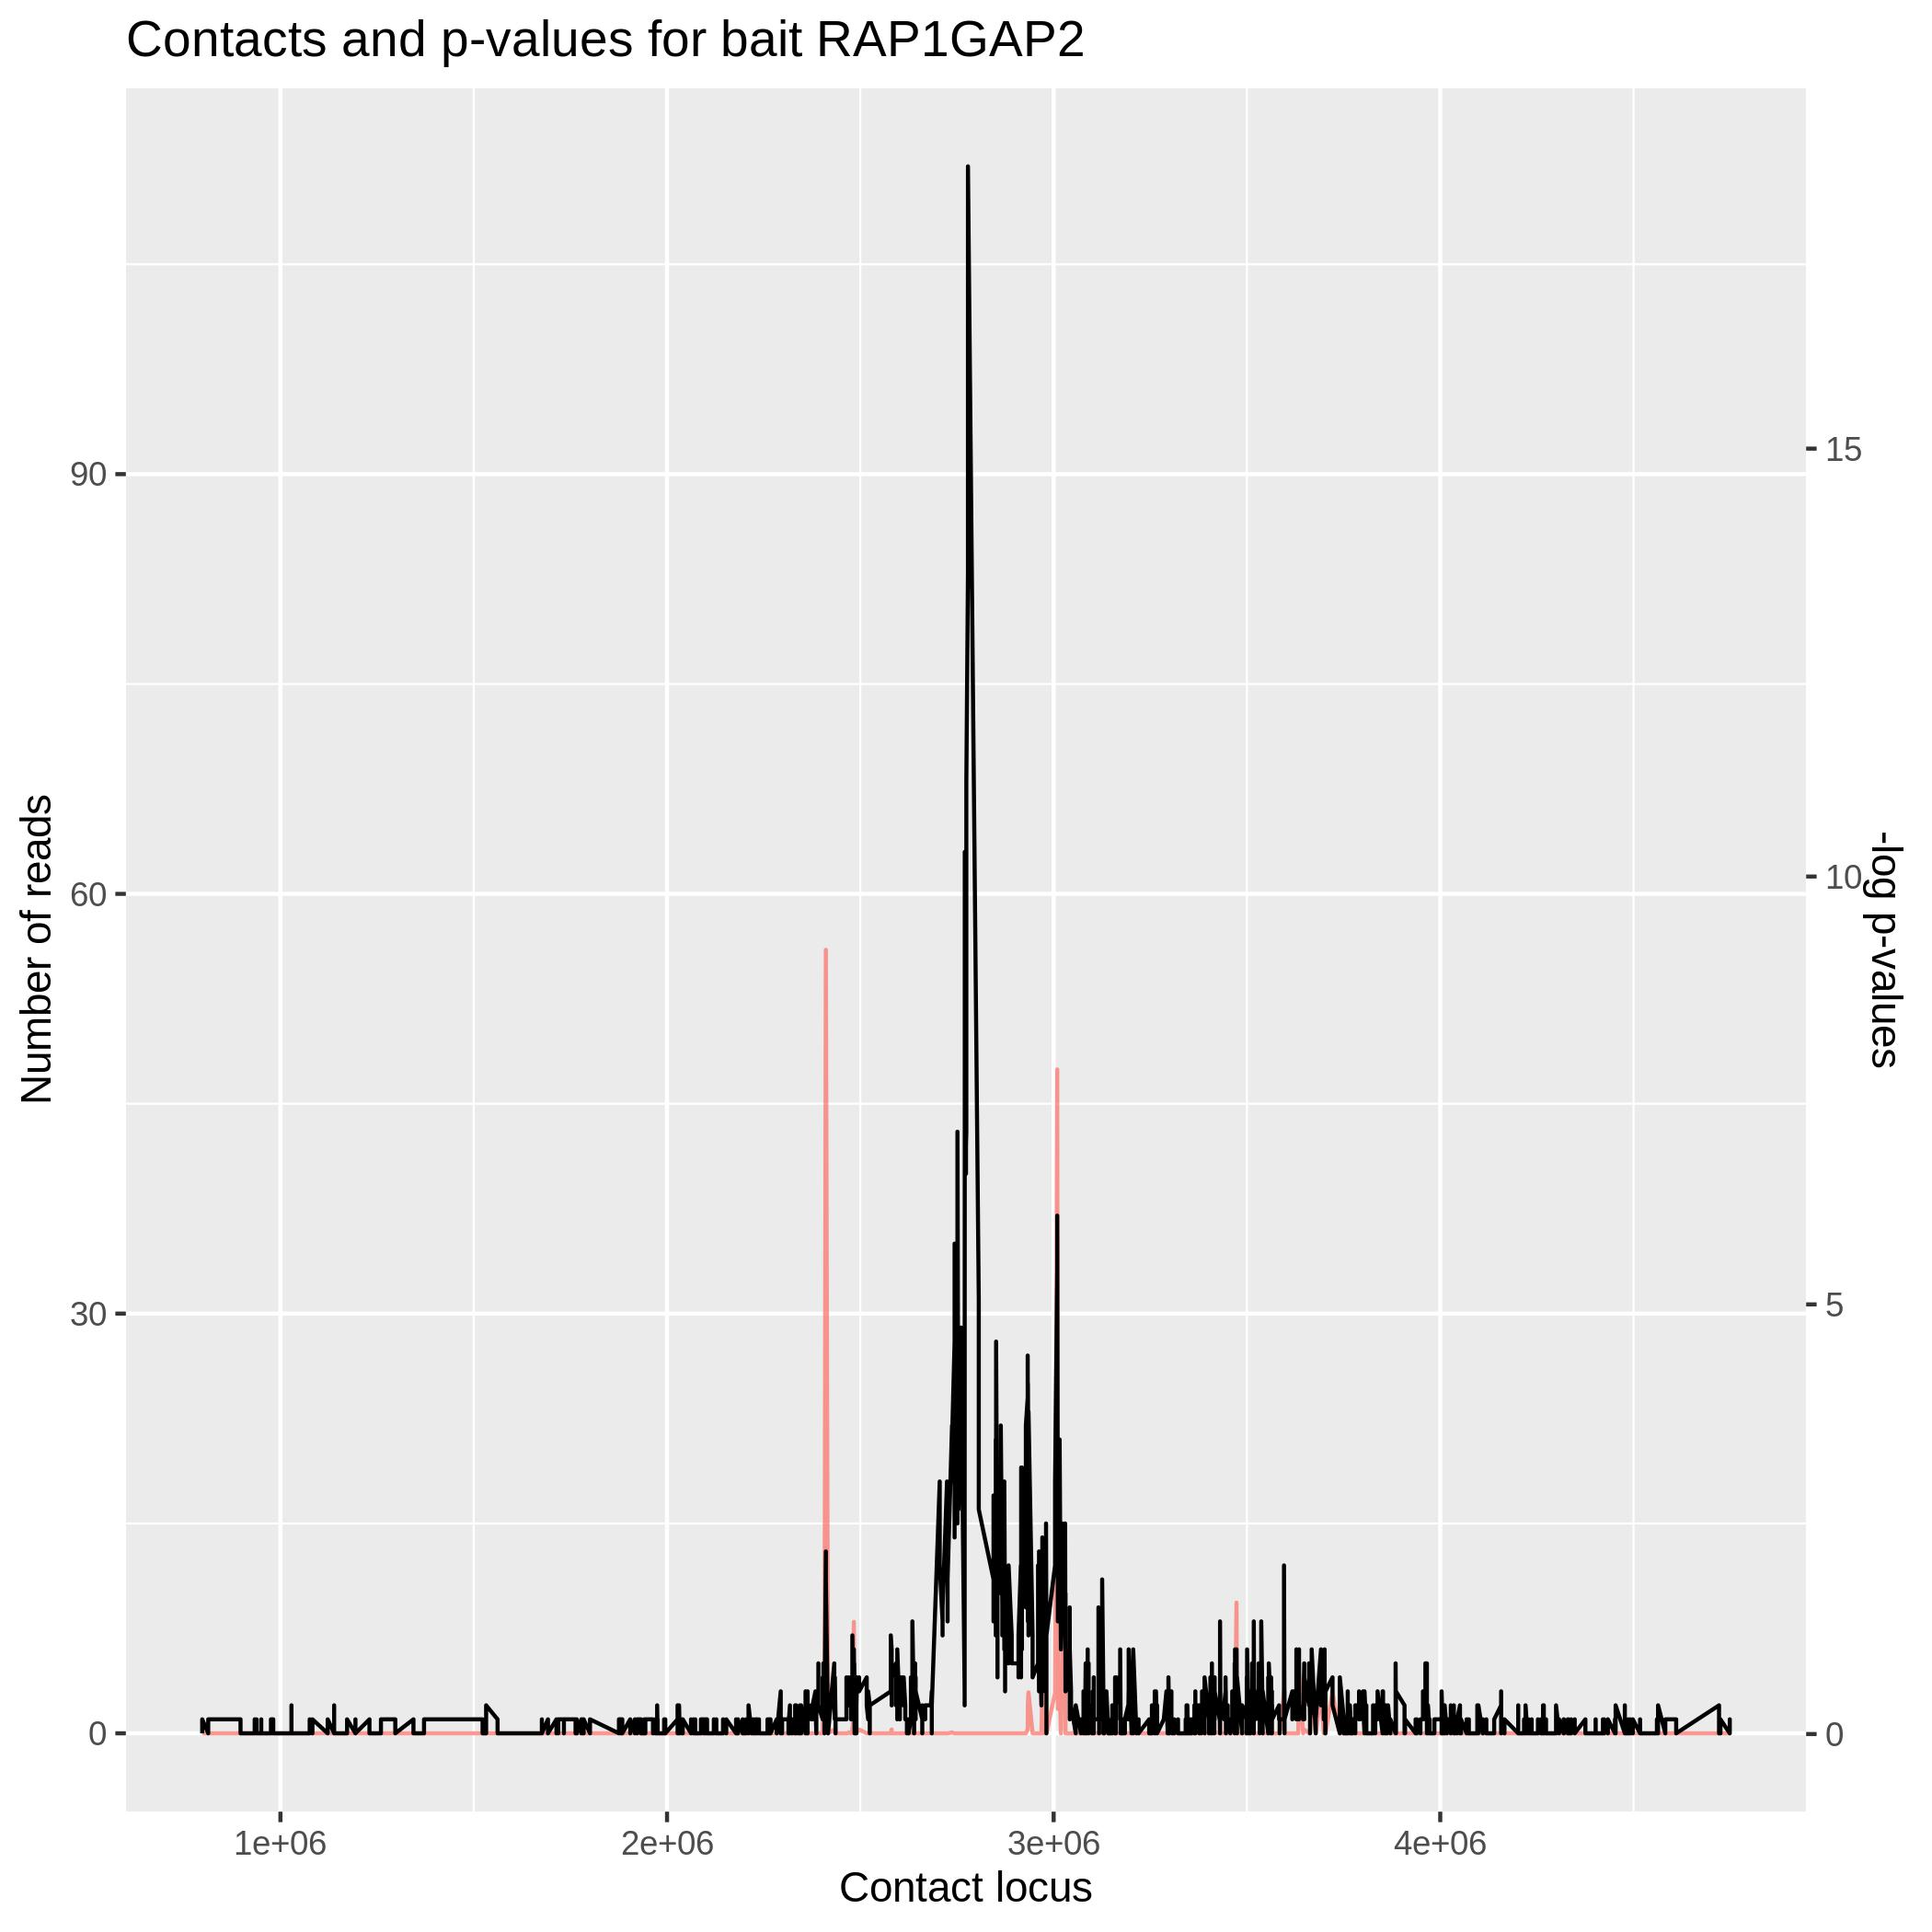 Contacts and p-values for bait RAP1GAP2
Number of reads
90
60
30
0
15
10
5
0
-log p-values
1e+06
2e+06
3e+06
4e+06
Contact locus